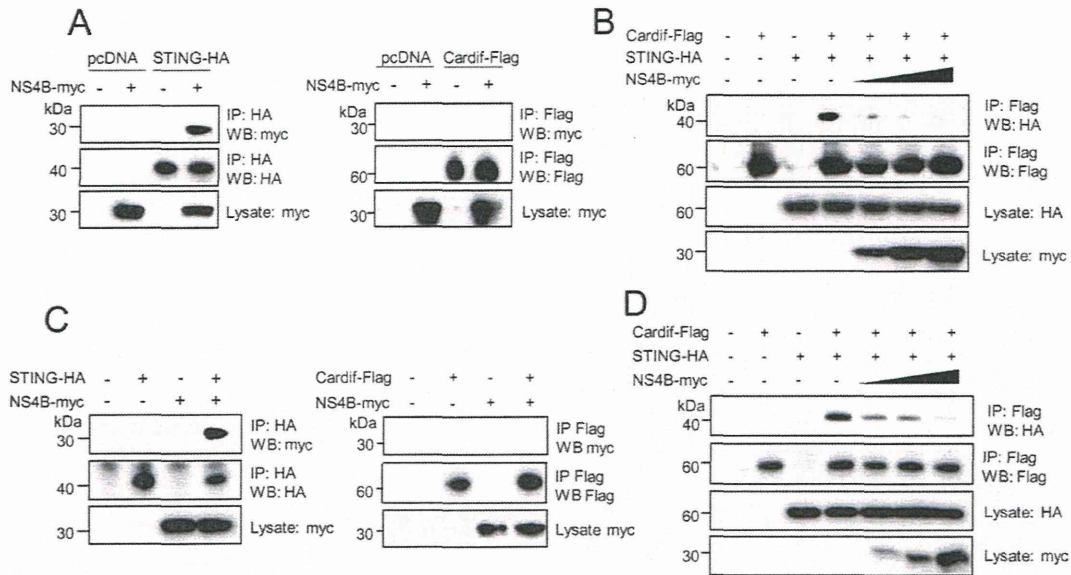 A
pcDNA STING-HA
NS4B-myc - + - +
kDa
30
IP: HA
WB: myc
40
IP: HA
WB: HA
30
Lysate: myc
pcDNA Cardif-Flag
NS4B-myc - + - +
kDa
30
IP: Flag
WB: myc
60
IP: Flag
WB: Flag
30
Lysate: myc
B
Cardif-Flag - + - + + + +
STING-HA - - + + + + +
NS4B-myc - - - -
kDa
40
IP: Flag
WB: HA
60
IP: Flag
WB: Flag
60
Lysate: HA
30
Lysate: myc
C
STING-HA - + - +
NS4B-myc - - + +
kDa
30
IP: HA
WB: myc
40
IP: HA
WB: HA
30
Lysate: myc
Cardif-Flag - + - +
NS4B-myc - - + +
kDa
30
IP Flag
WB myc
60
IP Flag
WB Flag
30
Lysate myc
D
Cardif-Flag - + - + + + +
STING-HA - - + + + + +
NS4B-myc - - - -
kDa
40
IP: Flag
WB: HA
60
IP: Flag
WB: Flag
60
Lysate: HA
30
Lysate: myc